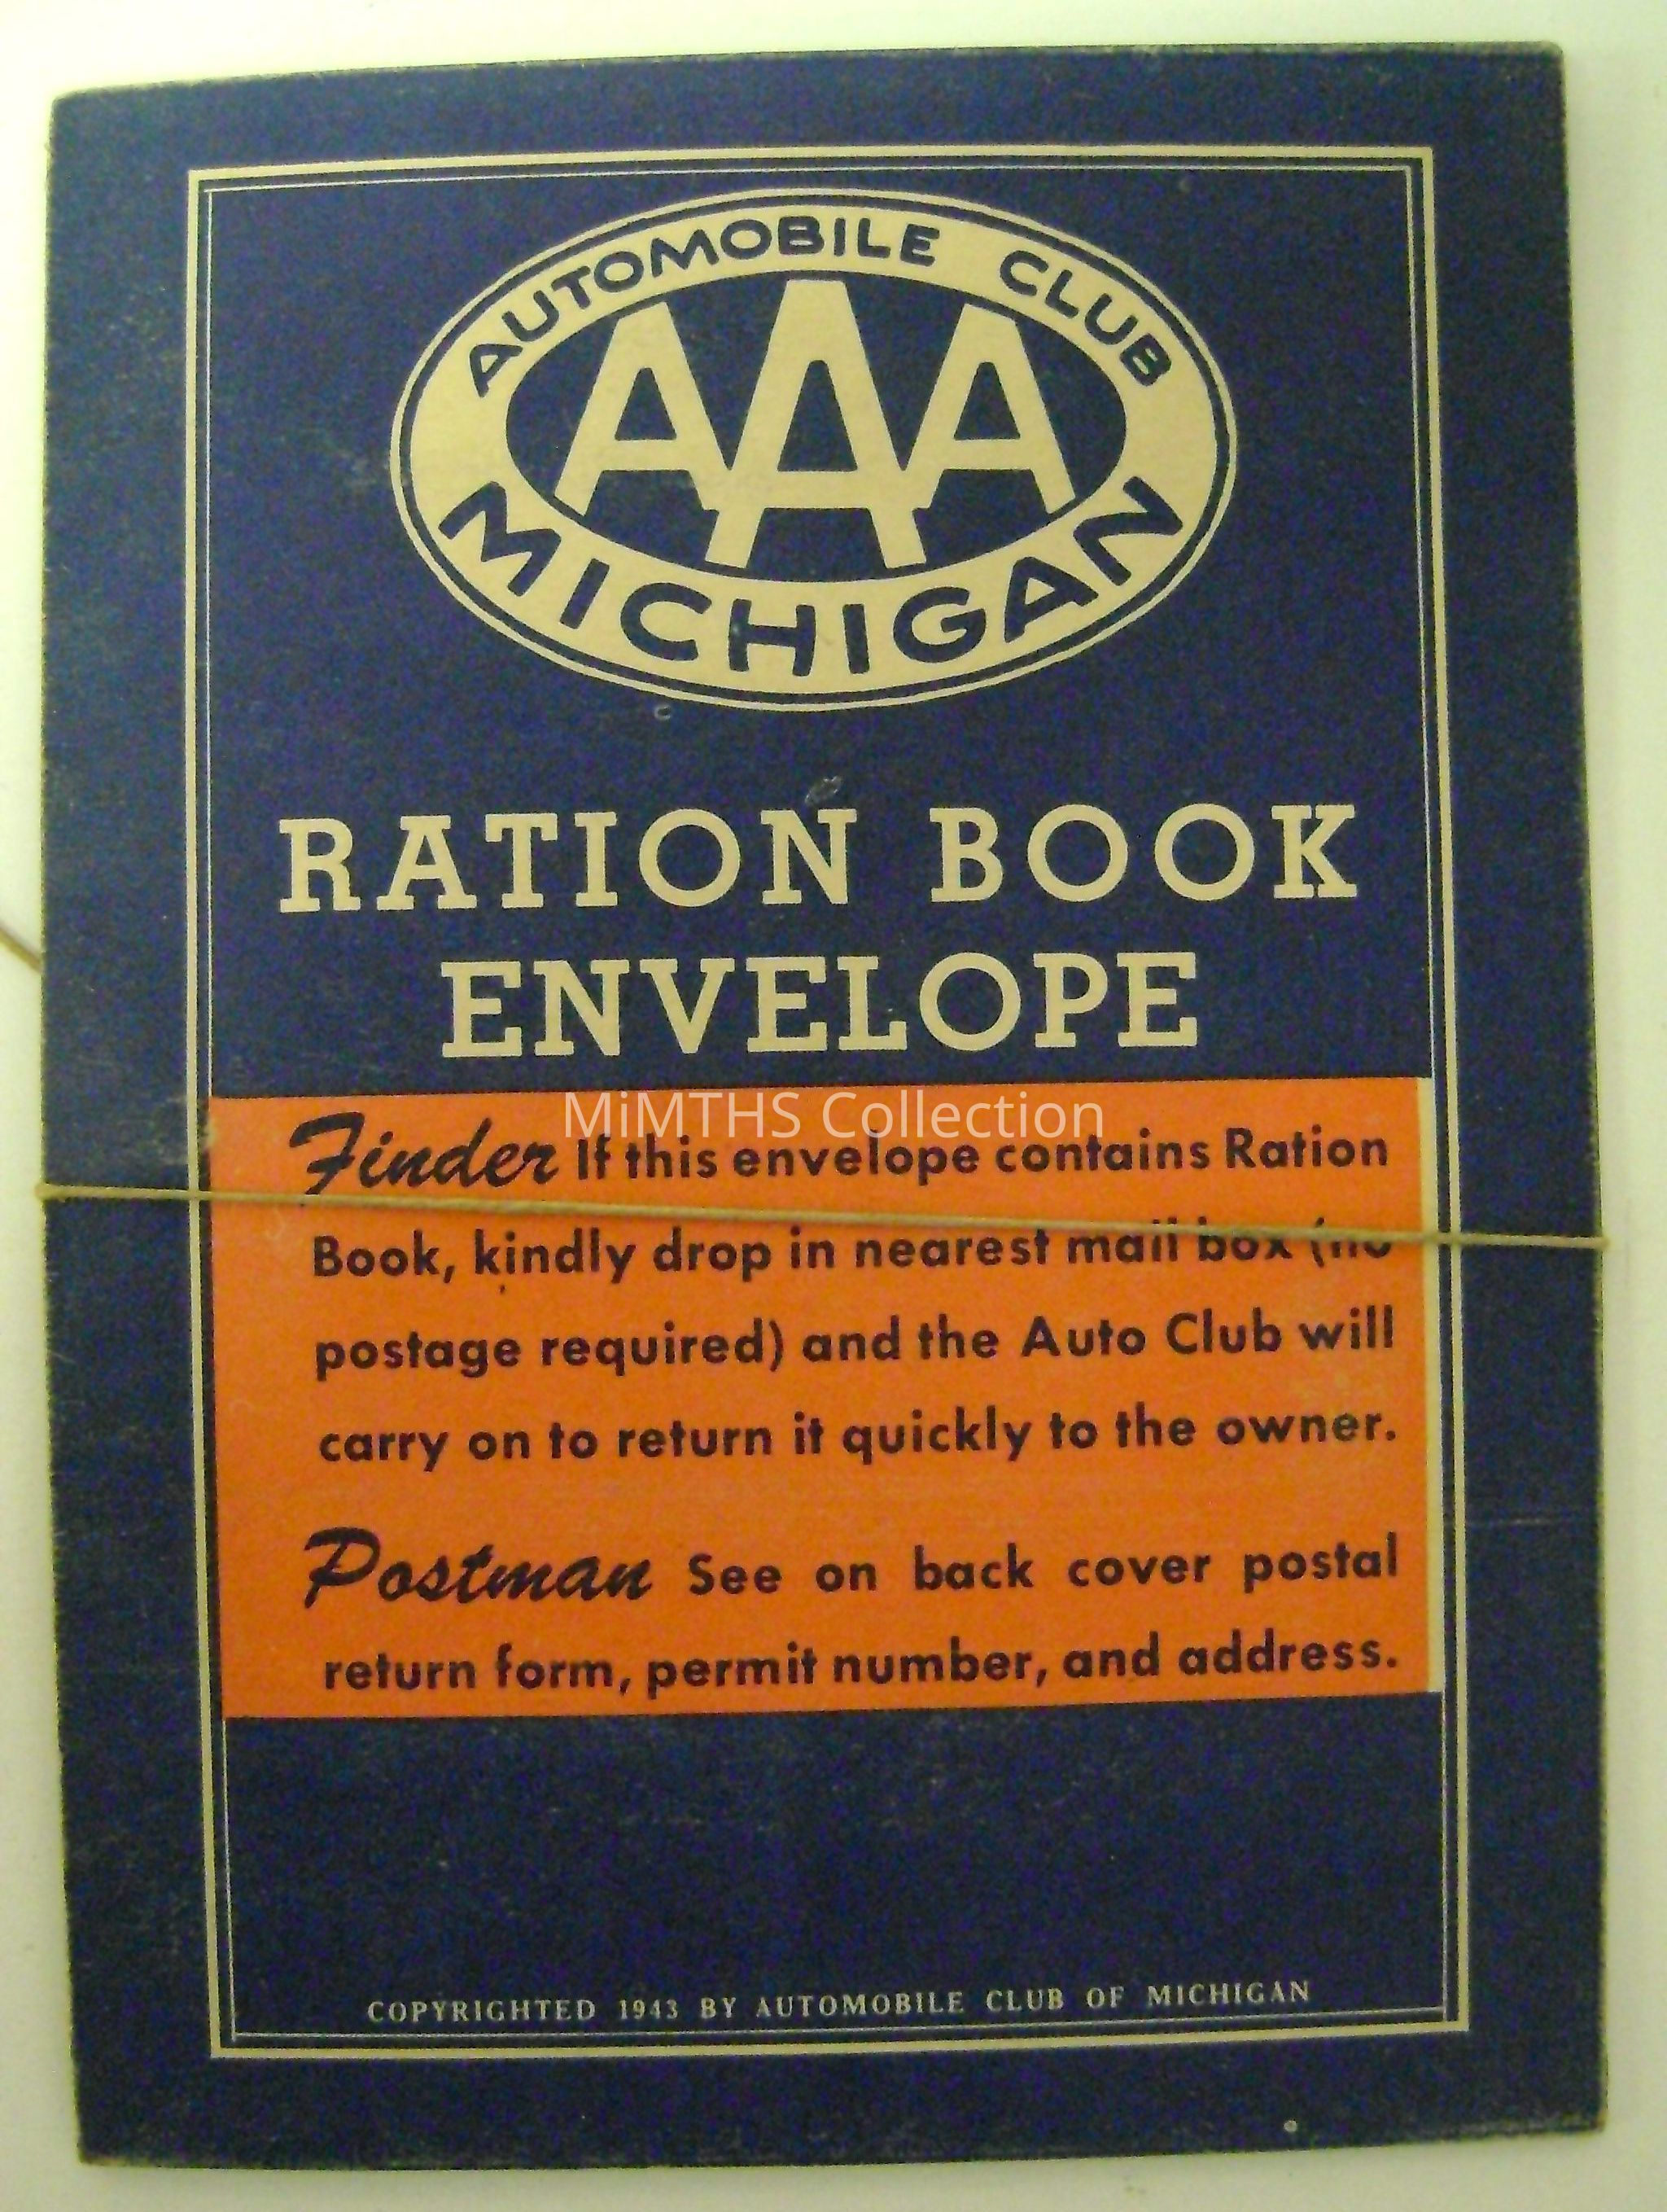 AUTOMOBILE CLUB
AAA
MICHIGAN
RATION BOOK
ENVELOPE
MiMTHS Collection
Finder If this envelope contains Ration
Book, kindly drop in nearest mail box (no
postage required) and the Auto Club will
carry on to return it quickly to the owner.
Postman See on back cover postal
return form, permit number, and address.
COPYRIGHTED 1943 BY AUTOMOBILE CLUB OF MICHIGAN